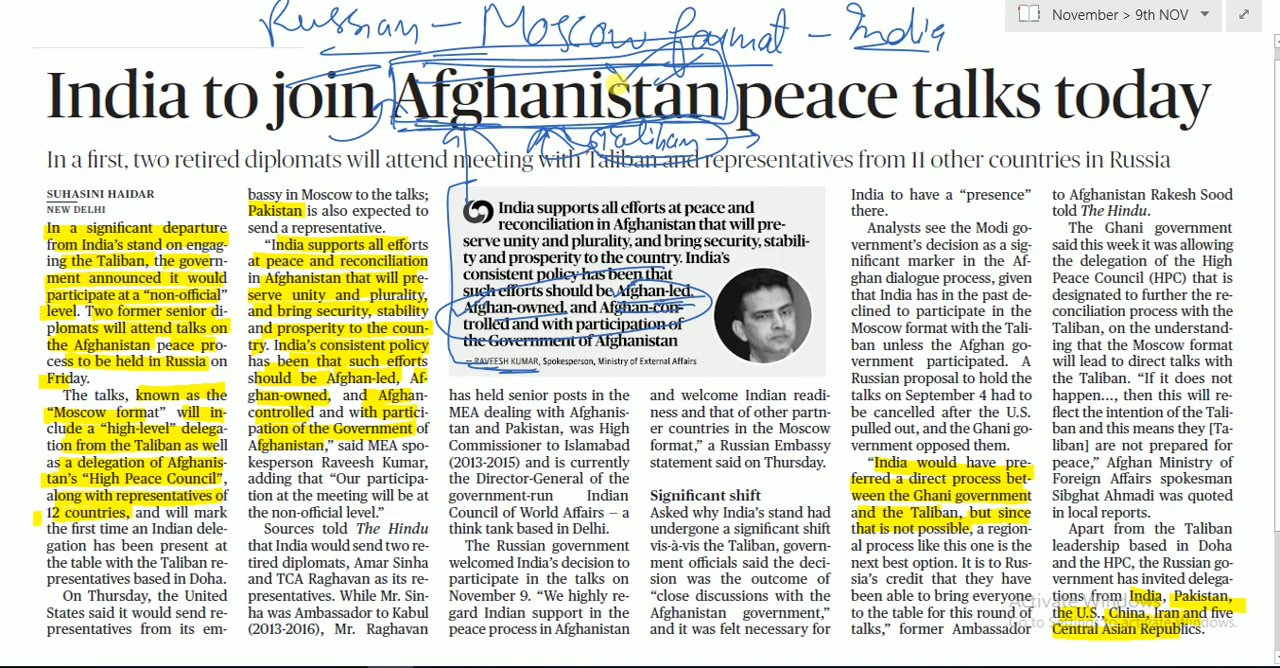 Russian - Moscow format - India
November > 9th NOV
India to join Afghanistan peace talks today
Taliban
In a first, two retired diplomats will attend meeting with Taliban and representatives from 11 other countries in Russia
SUHASINI HAIDAR
NEW DELHI
In a significant departure
from India's stand on engag-
ing the Taliban, the govern-
ment announced it would
participate at a “non-official”
level. Two former senior di-
plomats will attend talks on
the Afghanistan peace pro-
cess to be held in Russia on
Friday.
The talks, known as the
“Moscow format” will in-
clude a “high-level” delega-
tion from the Taliban as well
as a delegation of Afghanis-
tan's “High Peace Council”,
along with representatives of
12 countries, and will mark
the first time an Indian dele-
gation has been present at
the table with the Taliban re-
presentatives based in Doha.
On Thursday, the United
States said it would send re-
presentatives from its em-
bassy in Moscow to the talks;
Pakistan is also expected to
send a representative.
“India supports all efforts
at peace and reconciliation
in Afghanistan that will pre-
serve unity and plurality,
and bring security, stability
and prosperity to the coun-
try. India's consistent policy
has been that such efforts
should be Afghan-led, Af-
ghan-owned, and Afghan-
controlled and with partici-
pation of the Government of
Afghanistan,” said MEA spo-
kesperson Raveesh Kumar,
adding that “Our participa-
tion at the meeting will be at
the non-official level.”
Sources told The Hindu
that India would send two re-
tired diplomats, Amar Sinha
and TCA Raghavan as its re-
presentatives. While Mr. Sin-
ha was Ambassador to Kabul
(2013-2016), Mr. Raghavan
India supports all efforts at peace and
reconciliation in Afghanistan that will pre-
serve unity and plurality, and bring security, stabili-
ty and prosperity to the country. India's
consistent policy has been that
such efforts should be Afghan-led,
Afghan-owned, and Afghan-con-
trolled and with participation of
the Government of Afghanistan
— RAVEESH KUMAR, Spokesperson, Ministry of External Affairs
has held senior posts in the
MEA dealing with Afghanis-
tan and Pakistan, was High
Commissioner to Islamabad
(2013-2015) and is currently
the Director-General of the
government-run Indian
Council of World Affairs – a
think tank based in Delhi.
The Russian government
welcomed India's decision to
participate in the talks on
November 9. “We highly re-
gard Indian support in the
peace process in Afghanistan
and welcome Indian readi-
ness and that of other partn-
er countries in the Moscow
format,” a Russian Embassy
statement said on Thursday.
Significant shift
Asked why India's stand had
undergone a significant shift
vis-à-vis the Taliban, govern-
ment officials said the deci-
sion was the outcome of
“close discussions with the
Afghanistan government,”
and it was felt necessary for
India to have a “presence”
there.
Analysts see the Modi go-
vernment's decision as a sig-
nificant marker in the Af-
ghan dialogue process, given
that India has in the past de-
clined to participate in the
Moscow format with the Tali-
ban unless the Afghan go-
vernment participated. A
Russian proposal to hold the
talks on September 4 had to
be cancelled after the U.S.
pulled out, and the Ghani go-
vernment opposed them.
“India would have pre-
ferred a direct process bet-
ween the Ghani government
and the Taliban, but since
that is not possible, a region-
al process like this one is the
next best option. It is to Rus-
sia's credit that they have
been able to bring everyone
to the table for this round of
talks,” former Ambassador
to Afghanistan Rakesh Sood
told The Hindu.
The Ghani government
said this week it was allowing
the delegation of the High
Peace Council (HPC) that is
designated to further the re-
conciliation process with the
Taliban, on the understand-
ing that the Moscow format
will lead to direct talks with
the Taliban. “If it does not
happen..., then this will re-
flect the intention of the Tali-
ban and this means they [Ta-
liban] are not prepared for
peace,” Afghan Ministry of
Foreign Affairs spokesman
Sibghat Ahmadi was quoted
in local reports.
Apart from the Taliban
leadership based in Doha
and the HPC, the Russian go-
vernment has invited delega-
tions from India, Pakistan,
the U.S., China, Iran and five
Central Asian Republics.
Activate Windows
Go to Settings to activate Windows.